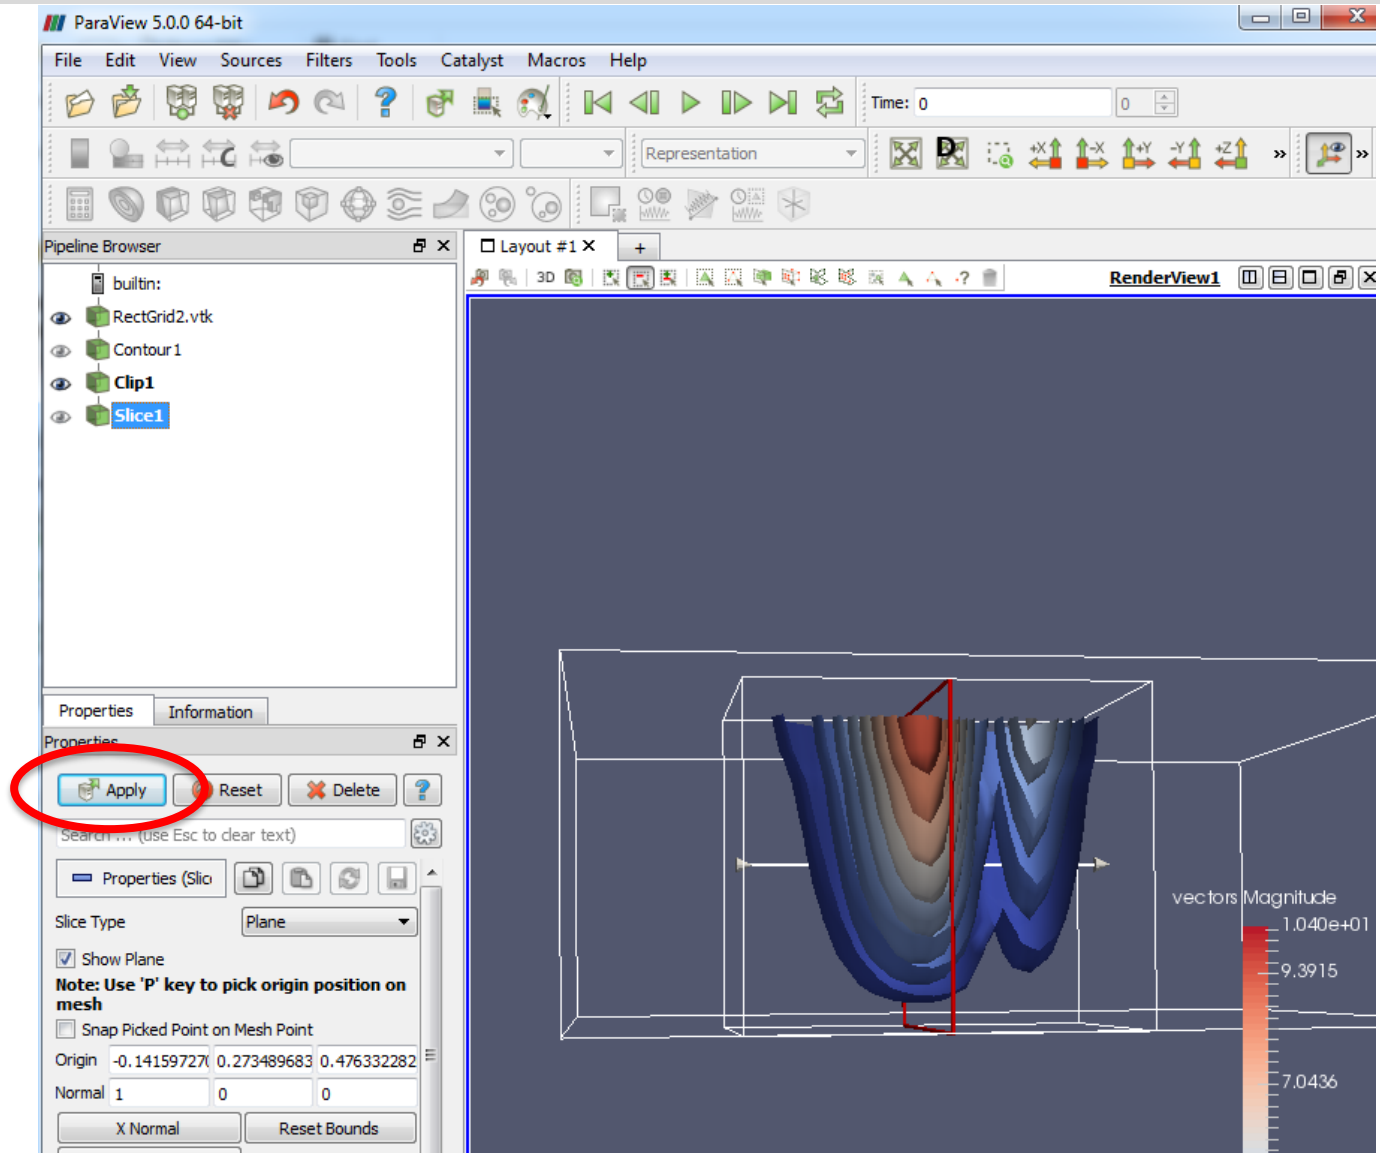 ParaView 5.0.0 64-bit
File Edit View Sources Filters Tools Catalyst Macros Help
Time: 0 0
Representation
+X -X +Y -Y +Z
Pipeline Browser
Layout #1
3D
RenderView1
builtin:
RectGrid2.vtk
Contour1
Clip1
Slice1
Properties Information
Properties
Apply Reset Delete ?
Search ... (use Esc to clear text)
Properties (Slic
Slice Type Plane
Show Plane
Note: Use 'P' key to pick origin position on
mesh
Snap Picked Point on Mesh Point
Origin -0.14159727( 0.273489683 0.476332282
Normal 1 0 0
X Normal Reset Bounds
vectors Magnitude
1.040e+01
9.3915
7.0436